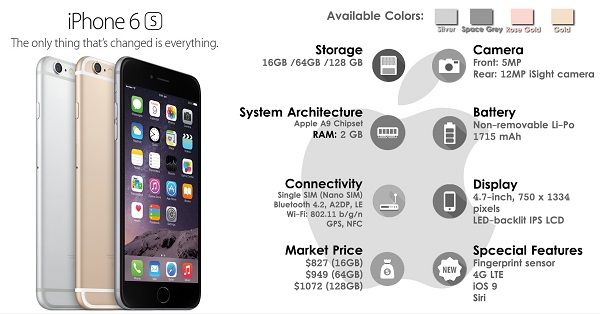 iPhone 6 S
The only thing that's changed is everything.
Available Colors:
Silver
Space Grey
Rose Gold
Gold
Storage
16GB /64GB /128 GB
Camera
Front: 5MP
Rear: 12MP iSight camera
System Architecture
Apple A9 Chipset
RAM: 2 GB
Battery
Non-removable Li-Po
1715 mAh
Connectivity
Single SIM (Nano SIM)
Bluetooth 4.2, A2DP, LE
Wi-Fi: 802.11 b/g/n
GPS, NFC
Display
4.7-inch, 750 x 1334
pixels
LED-backlit IPS LCD
Market Price
$827 (16GB)
$949 (64GB)
$1072 (128GB)
NEW
Spcecial Features
Fingerprint sensor
4G LTE
iOS 9
Siri